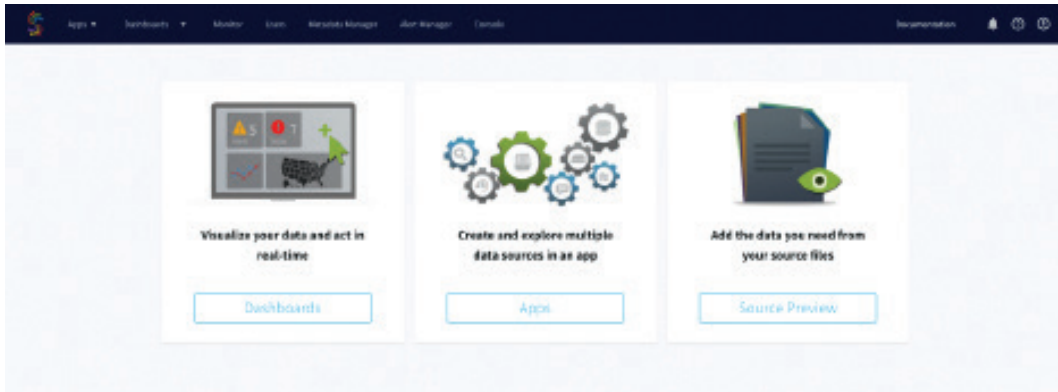 Apps Dashboards Monitor Users Metadata Manager Alert Manager Console Documentation
5 1
Visualize your data and act in
real-time
Dashboards
Create and explore multiple
data sources in an app
Apps
Add the data you need from
your source files
Source Preview